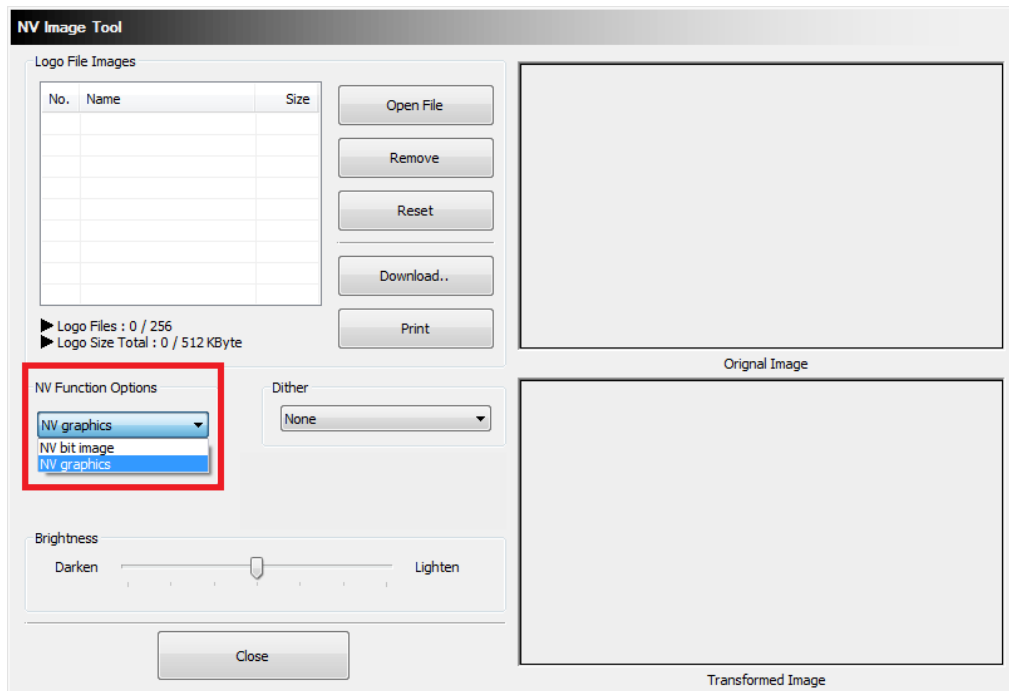 NV Image Tool
Logo File Images
No. Name Size
Open File
Remove
Reset
Download..
Print
Logo Files : 0 / 256
Logo Size Total : 0 / 512 KByte
Orignal Image
NV Function Options
NV graphics
NV bit image
NV graphics
Dither
None
Brightness
Darken Lighten
Close
Transformed Image